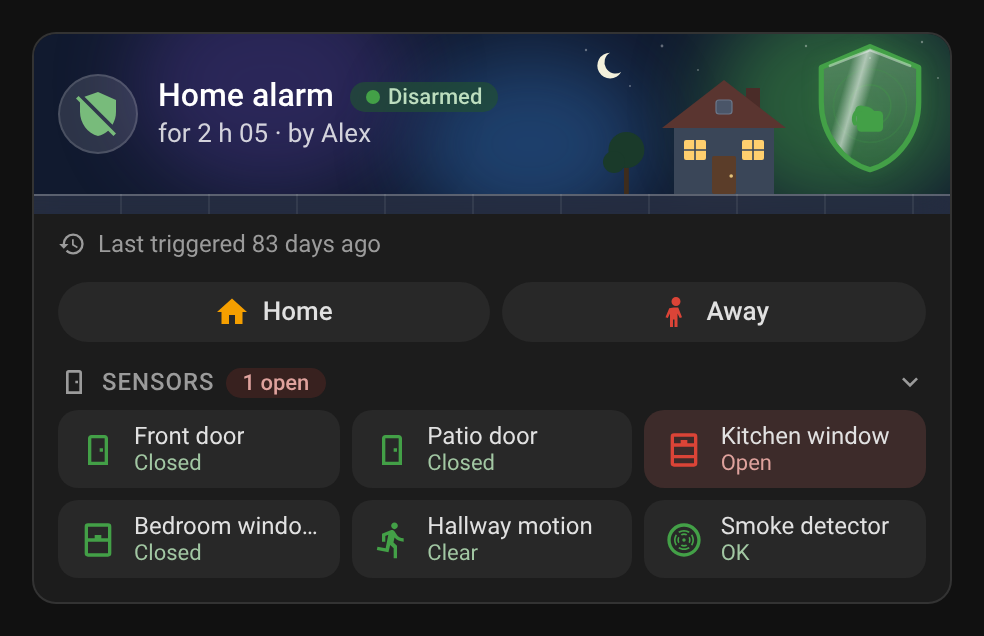 Home alarm
Disarmed
for 2 h 05 · by Alex
Last triggered 83 days ago
Home
Away
SENSORS
1 open
Front door
Closed
Patio door
Closed
Kitchen window
Open
Bedroom windo...
Closed
Hallway motion
Clear
Smoke detector
OK